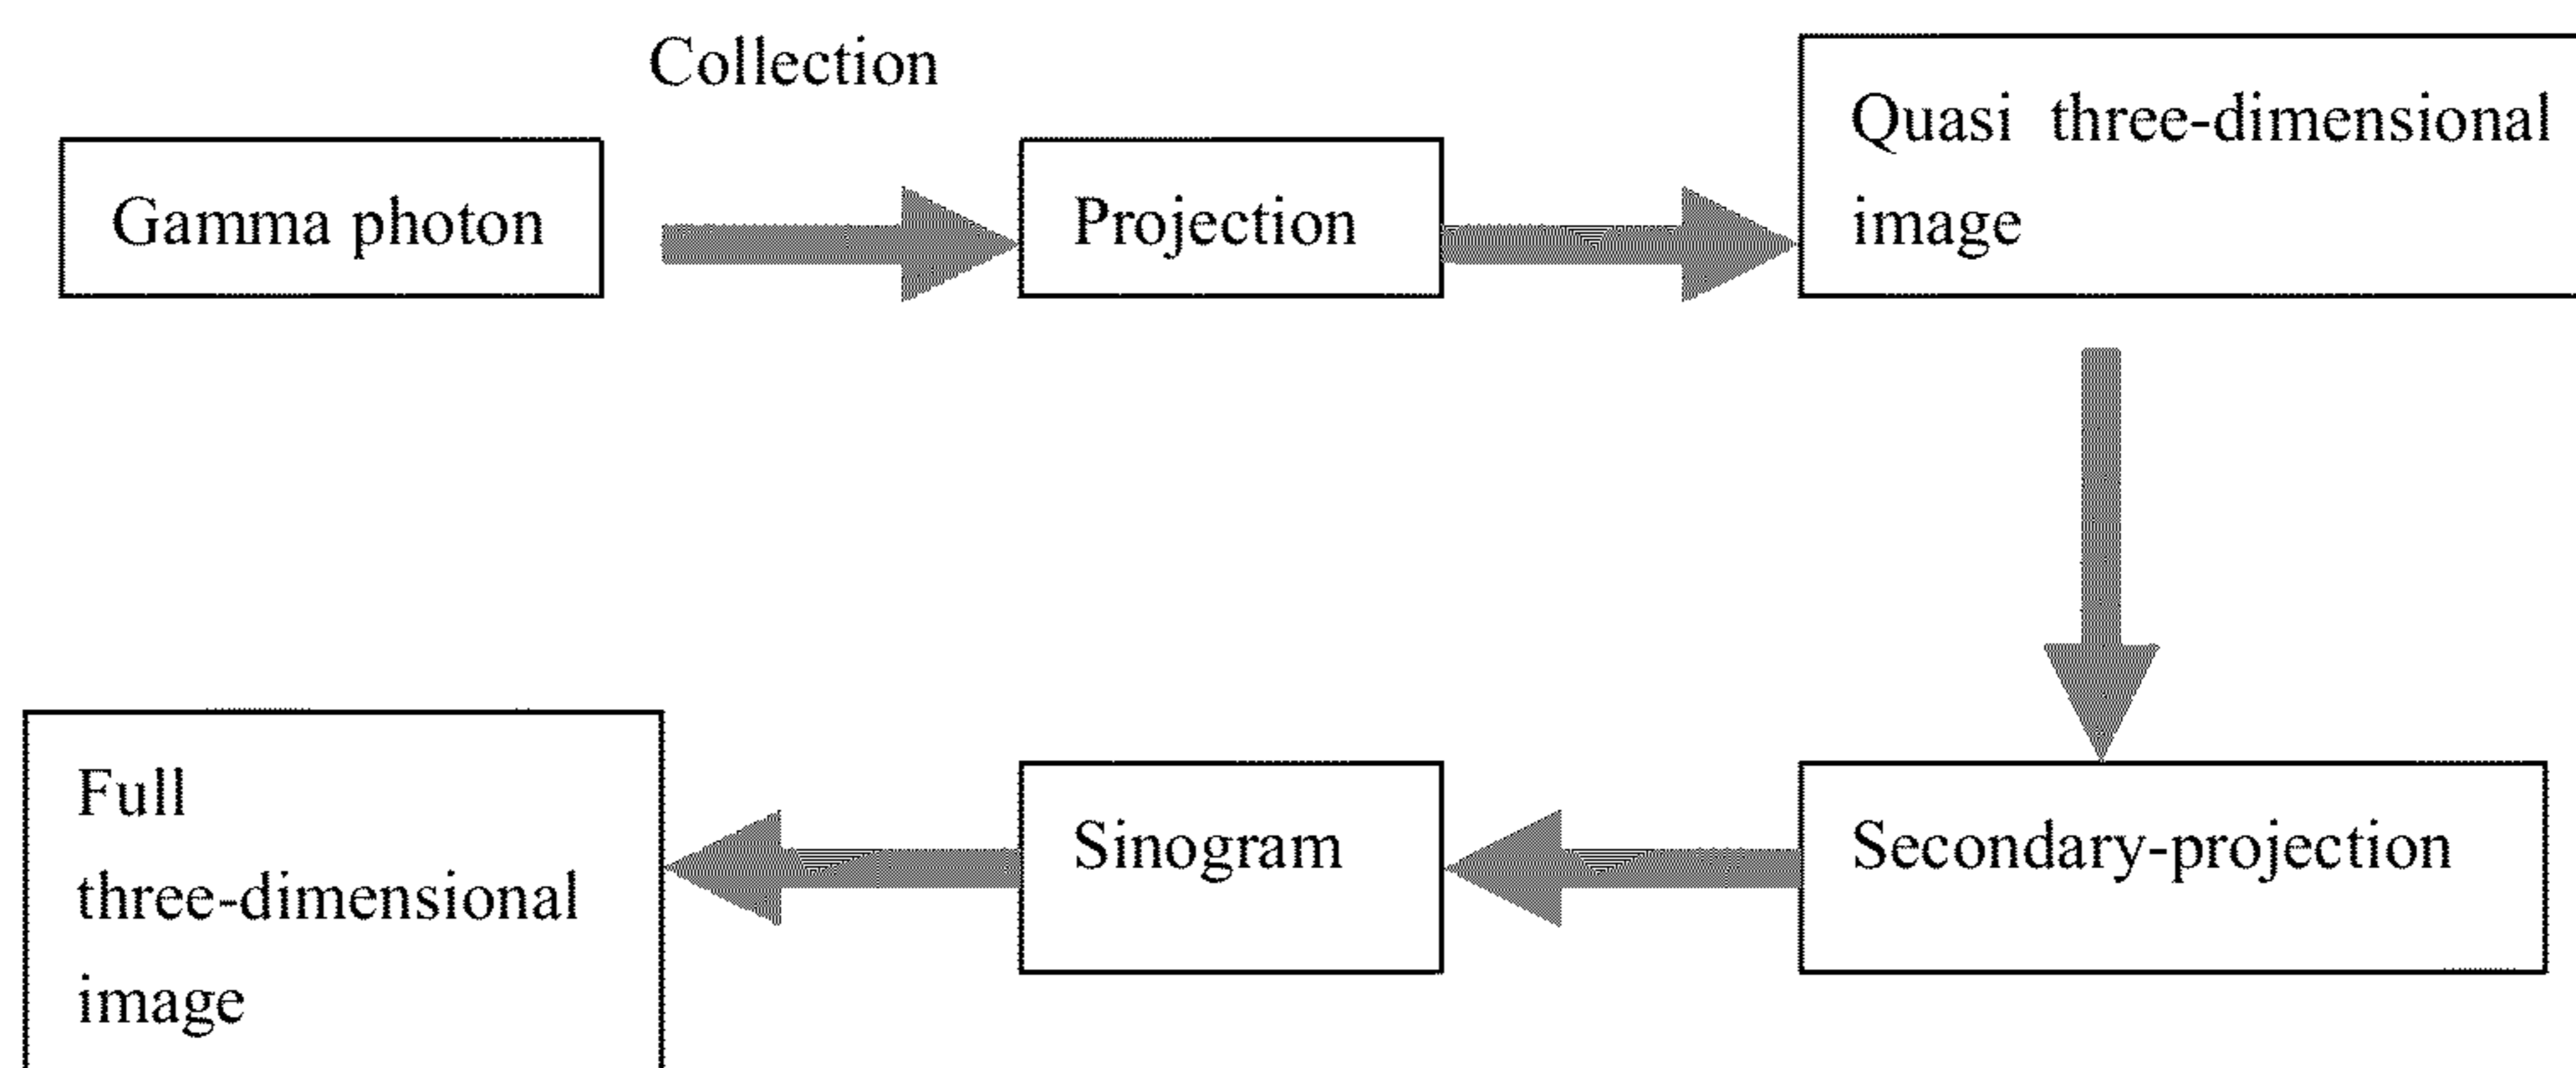 Collection
Gamma photon
Projection
Quasi three-dimensional
image
Secondary-projection
Sinogram
Full
three-dimensional
image